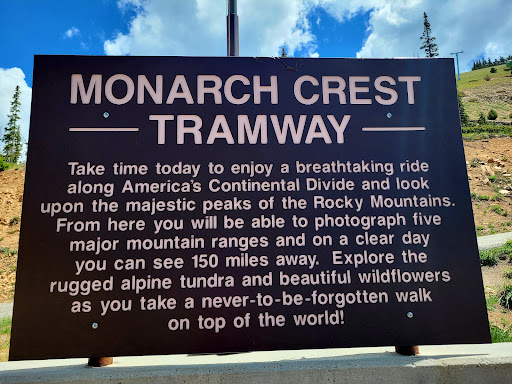 MONARCH CREST
TRAMWAY
Take time today to enjoy a breathtaking ride
along America's Continental Divide and look
upon the majestic peaks of the Rocky Mountains.
From here you will be able to photograph five
major mountain ranges and on a clear day
you can see 150 miles away. Explore the
rugged alpine tundra and beautiful wildflowers
as you take a never-to-be-forgotten walk
on top of the world!